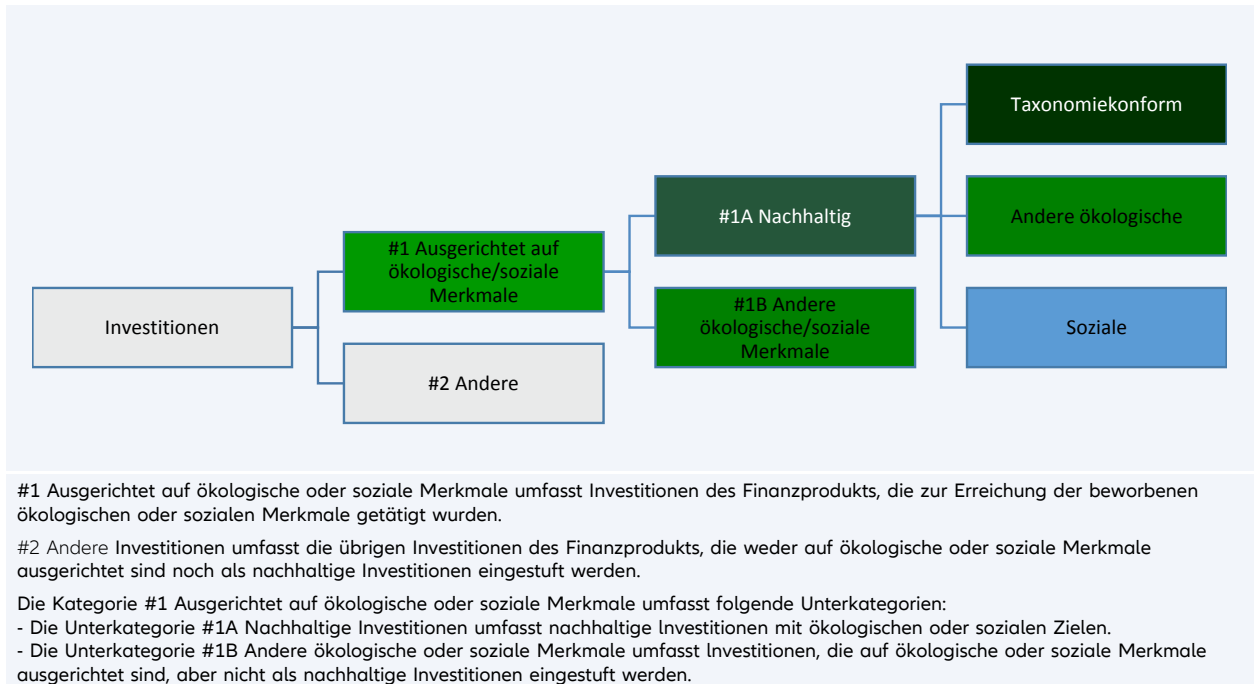 Taxonomiekonform
#1A Nachhaltig
Andere ökologische
#1 Ausgerichtet auf
ökologische/soziale
Merkmale
#1B Andere
ökologische/soziale
Merkmale
Investitionen
Soziale
#2 Andere
#1 Ausgerichtet auf ökologische oder soziale Merkmale umfasst Investitionen des Finanzprodukts, die zur Erreichung der beworbenen
ökologischen oder sozialen Merkmale getätigt wurden.
#2 Andere Investitionen umfasst die übrigen Investitionen des Finanzprodukts, die weder auf ökologische oder soziale Merkmale
ausgerichtet sind noch als nachhaltige Investitionen eingestuft werden.
Die Kategorie #1 Ausgerichtet auf ökologische oder soziale Merkmale umfasst folgende Unterkategorien:
- Die Unterkategorie #1A Nachhaltige Investitionen umfasst nachhaltige Investitionen mit ökologischen oder sozialen Zielen.
- Die Unterkategorie #1B Andere ökologische oder soziale Merkmale umfasst Investitionen, die auf ökologische oder soziale Merkmale
ausgerichtet sind, aber nicht als nachhaltige Investitionen eingestuft werden.